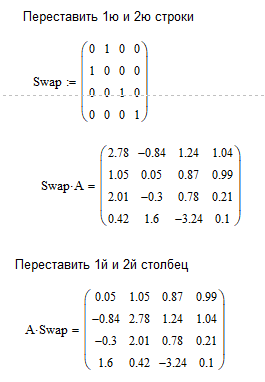 Переставить 1ю и 2ю строки
Swap :=
0 1 0 0
1 0 0 0
0 0 1 0
0 0 0 1
Swap·A =
2.78 −0.84 1.24 1.04
1.05 0.05 0.87 0.99
2.01 −0.3 0.78 0.21
0.42 1.6 −3.24 0.1
Переставить 1й и 2й столбец
A·Swap =
0.05 1.05 0.87 0.99
−0.84 2.78 1.24 1.04
−0.3 2.01 0.78 0.21
1.6 0.42 −3.24 0.1